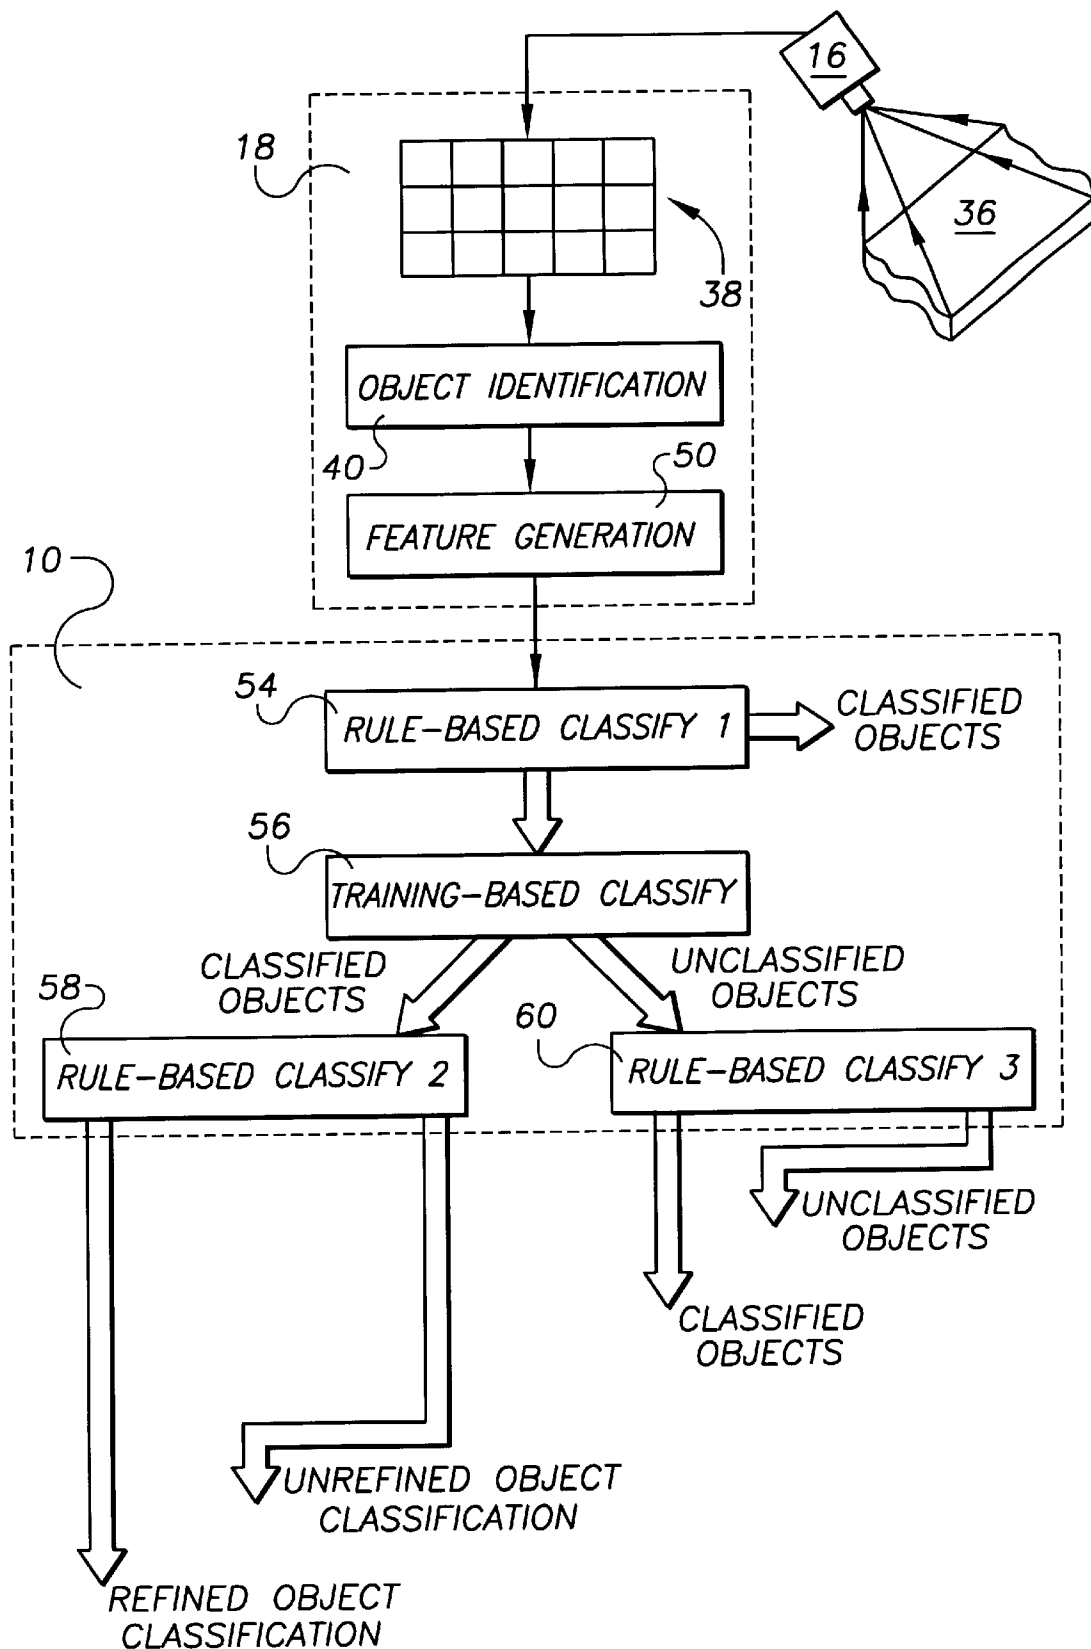 16
18
36
38
OBJECT IDENTIFICATION
40
50
FEATURE GENERATION
10
54
RULE-BASED CLASSIFY 1
CLASSIFIED
OBJECTS
56
TRAINING-BASED CLASSIFY
CLASSIFIED
OBJECTS
UNCLASSIFIED
OBJECTS
58
60
RULE-BASED CLASSIFY 2
RULE-BASED CLASSIFY 3
UNCLASSIFIED
OBJECTS
CLASSIFIED
OBJECTS
UNREFINED OBJECT
CLASSIFICATION
REFINED OBJECT
CLASSIFICATION